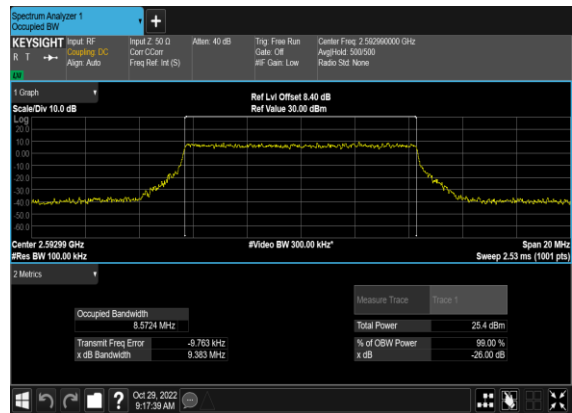 Spectrum Analyzer 1
Occupied BW
+
KEYSIGHT Input: RF Input Z: 50 Ω Atten: 40 dB Trig: Free Run Center Freq: 2.592990000 GHz
R T Coupling: DC Corr CCorr Gate: Off Avg|Hold: 500/500
Align: Auto Freq Ref: Int (S) #IF Gain: Low Radio Std: None
LW
1 Graph
Ref Lvl Offset 8.40 dB
Scale/Div 10.0 dB Ref Value 30.00 dBm
Log
20.0
10.0
0.00
-10.0
-20.0
-30.0
-40.0
-50.0
-60.0
Center 2.59299 GHz #Video BW 300.00 kHz* Span 20 MHz
#Res BW 100.00 kHz Sweep 2.53 ms (1001 pts)
2 Metrics
Measure Trace Trace 1
Occupied Bandwidth
8.5724 MHz Total Power 25.4 dBm
Transmit Freq Error -9.763 kHz % of OBW Power 99.00 %
x dB Bandwidth 9.383 MHz x dB -26.00 dB
? Oct 29, 2022
9:17:39 AM